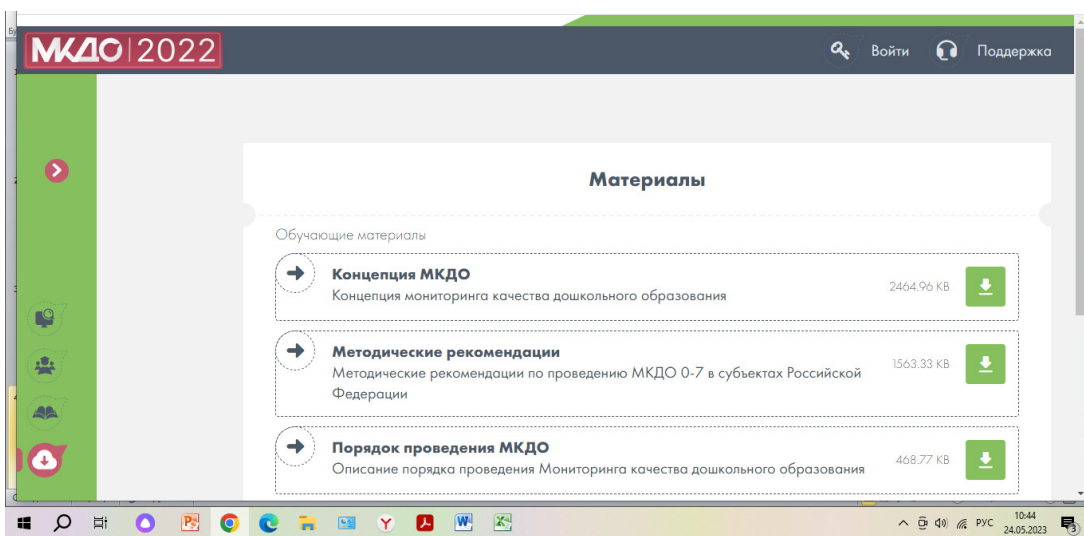 МКДО 2022
Войти
Поддержка
Материалы
Обучающие материалы
Концепция МКДО
Концепция мониторинга качества дошкольного образования
2464.96 KB
Методические рекомендации
Методические рекомендации по проведению МКДО 0-7 в субъектах Российской
Федерации
1563.33 KB
Порядок проведения МКДО
Описание порядка проведения Мониторинга качества дошкольного образования
468.77 KB
РУС
10:44
24.05.2023
3